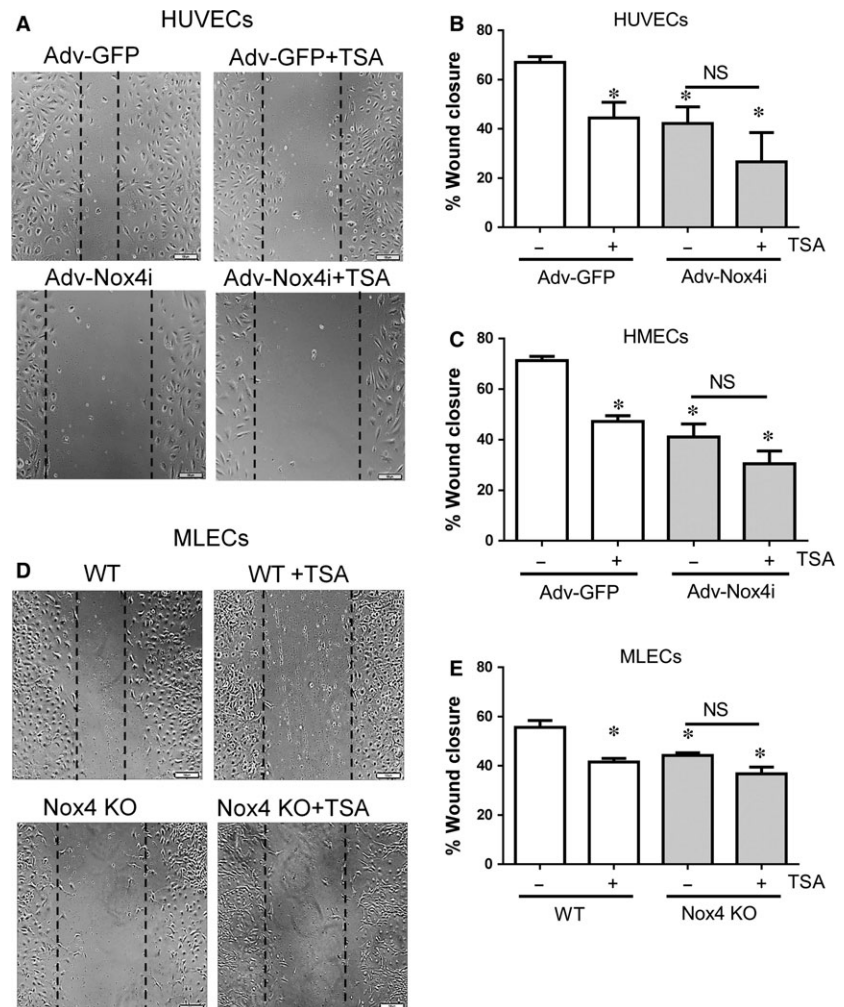 A
HUVECs
Adv-GFP
Adv-GFP+TSA
Adv-Nox4i
Adv-Nox4i+TSA
B
HUVECs
% Wound closure
80
60
40
20
0
*
*
NS
*
– + – + TSA
Adv-GFP
Adv-Nox4i
C
HMECs
% Wound closure
80
60
40
20
0
*
*
NS
*
– + – + TSA
Adv-GFP
Adv-Nox4i
MLECs
D
WT
WT +TSA
Nox4 KO
Nox4 KO+TSA
E
MLECs
% Wound closure
80
60
40
20
0
*
*
NS
*
– + – + TSA
WT
Nox4 KO